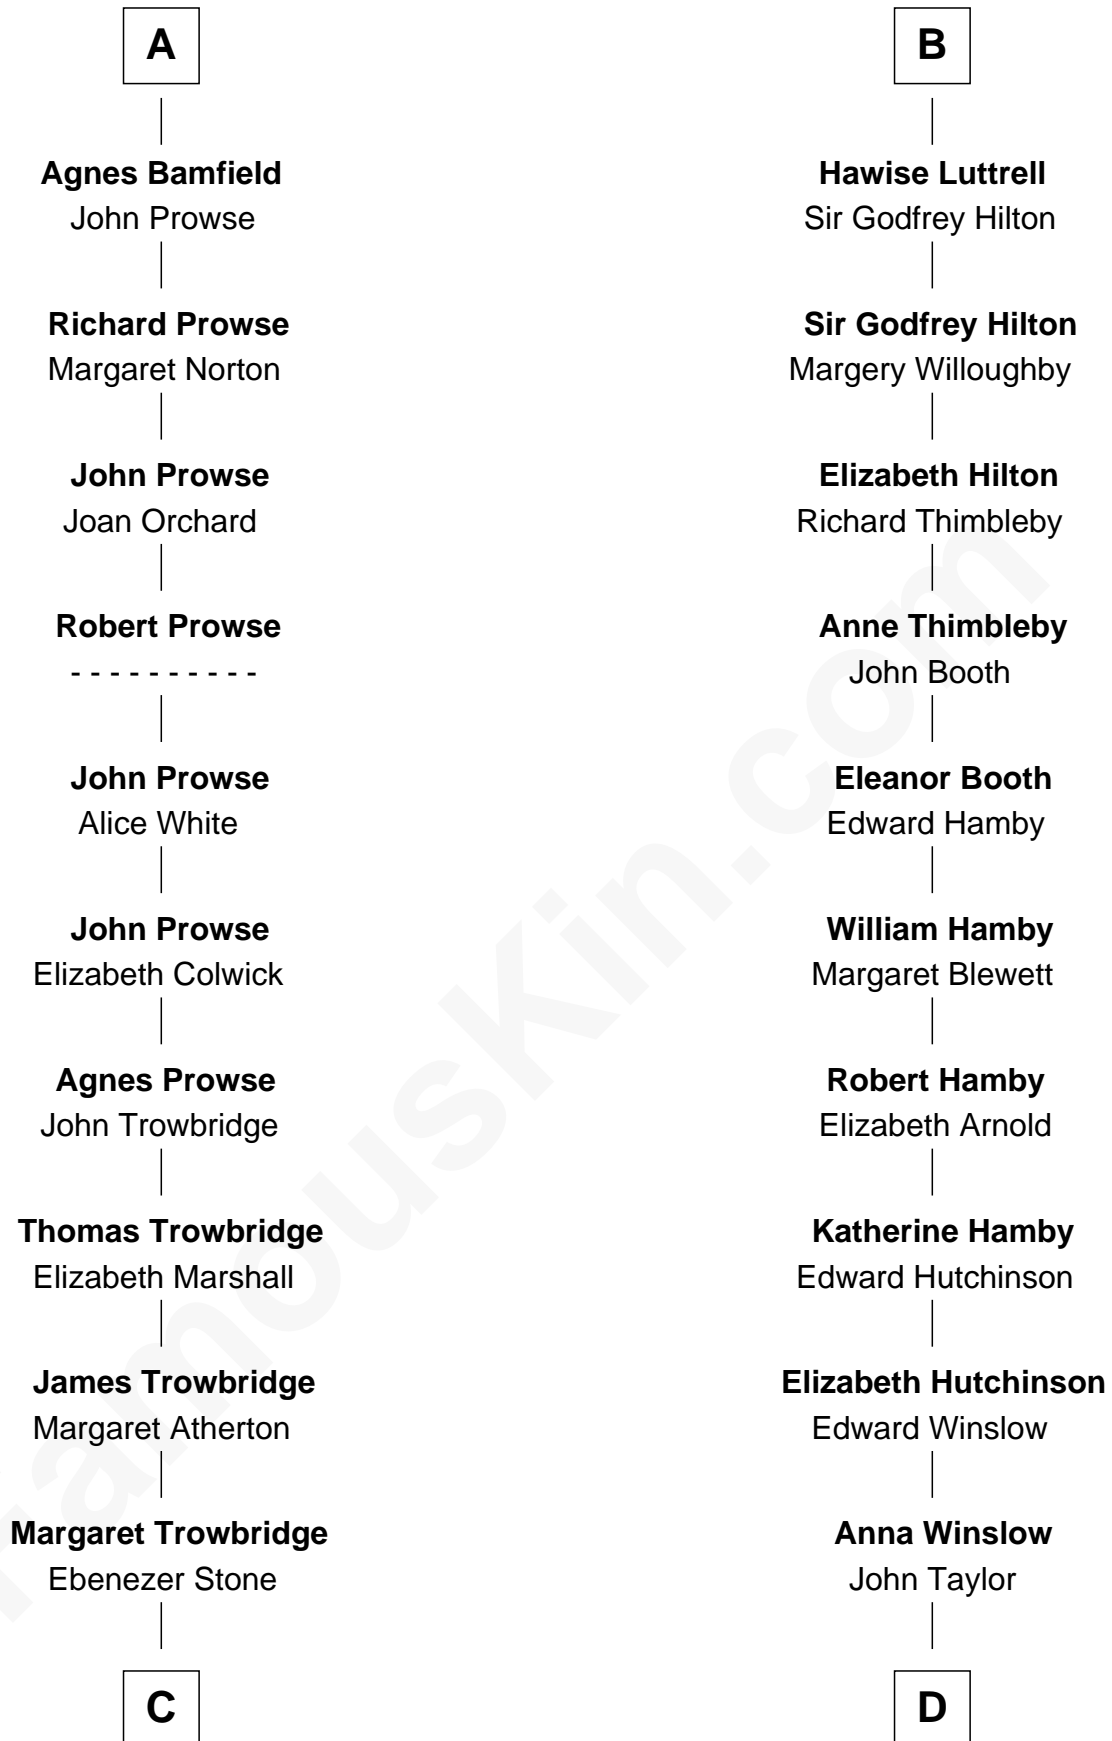 A
Agnes Bamfield
John Prowse
Richard Prowse
Margaret Norton
John Prowse
Joan Orchard
Robert Prowse
- - - - - - - - - -
John Prowse
Alice White
John Prowse
Elizabeth Colwick
Agnes Prowse
John Trowbridge
Thomas Trowbridge
Elizabeth Marshall
James Trowbridge
Margaret Atherton
Margaret Trowbridge
Ebenezer Stone
C
B
Hawise Luttrell
Sir Godfrey Hilton
Sir Godfrey Hilton
Margery Willoughby
Elizabeth Hilton
Richard Thimbleby
Anne Thimbleby
John Booth
Eleanor Booth
Edward Hamby
William Hamby
Margaret Blewett
Robert Hamby
Elizabeth Arnold
Katherine Hamby
Edward Hutchinson
Elizabeth Hutchinson
Edward Winslow
Anna Winslow
John Taylor
D
FamousKin.com